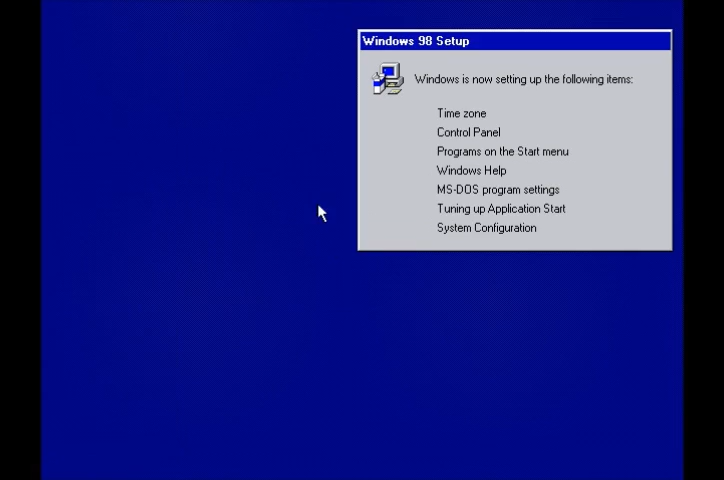 Windows 98 Setup
Windows is now setting up the following items:
Time zone
Control Panel
Programs on the Start menu
Windows Help
MS-DOS program settings
Tuning up Application Start
System Configuration